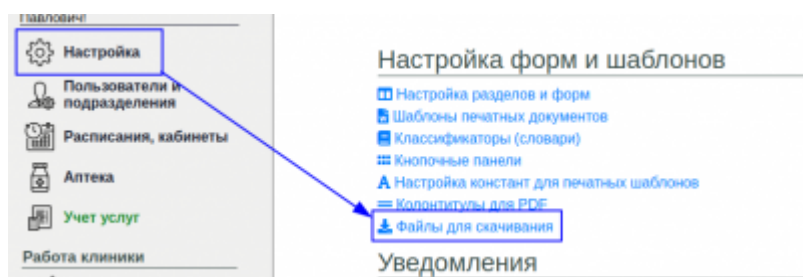 Павлович!
Настройка
Пользователи и
подразделения
Расписания, кабинеты
Аптека
Учет услуг
Работа клиники
Настройка форм и шаблонов
Настройка разделов и форм
Шаблоны печатных документов
Классификаторы (словари)
Кнопочные панели
Настройка констант для печатных шаблонов
Колонтитулы для PDF
Файлы для скачивания
Уведомления